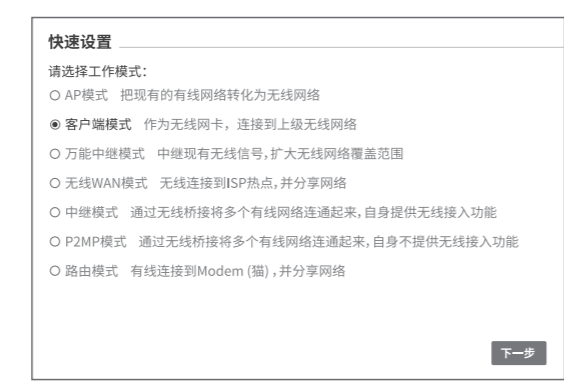 快速设置
请选择工作模式：
AP模式 把现有的有线网络转化为无线网络
客户端模式 作为无线网卡，连接到上级无线网络
万能中继模式 中继现有无线信号，扩大无线网络覆盖范围
无线WAN模式 无线连接到ISP热点，并分享网络
中继模式 通过无线桥接将多个有线网络连通起来，自身提供无线接入功能
P2MP模式 通过无线桥接将多个有线网络连通起来，自身不提供无线接入功能
路由模式 有线连接到Modem (猫) ，并分享网络
下一步